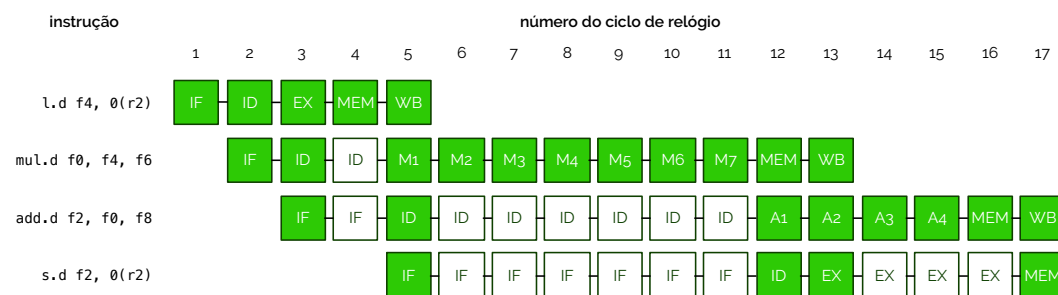 instrução número do ciclo de relógio
1 2 3 4 5 6 7 8 9 10 11 12 13 14 15 16 17
l.d f4, 0(r2) IF ID EX MEM WB
mul.d f0, f4, f6 IF ID ID M1 M2 M3 M4 M5 M6 M7 MEM WB
add.d f2, f0, f8 IF IF ID ID ID ID ID ID ID A1 A2 A3 A4 MEM WB
s.d f2, 0(r2) IF IF IF IF IF IF IF ID EX EX EX EX MEM